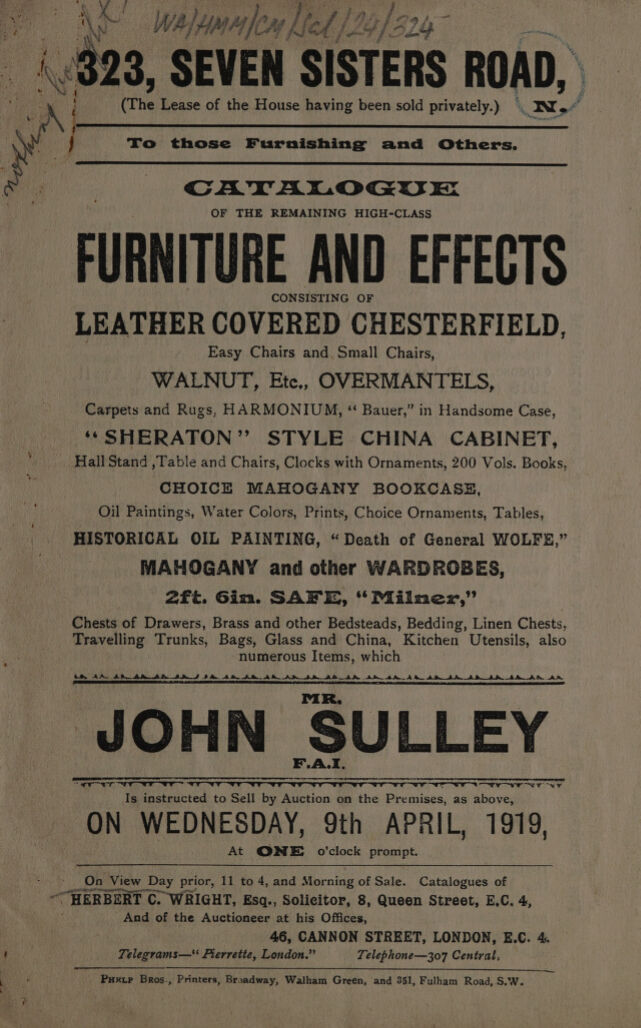 WA/HMM/CM/Sal/24/324
nothing bought!
323, SEVEN SISTERS ROAD,
(The Lease of the House having been sold privately.) N.
To those Furnishing and Others.
CATALOGUE
OF THE REMAINING HIGH-CLASS
FURNITURE AND EFFECTS
CONSISTING OF
LEATHER COVERED CHESTERFIELD,
Easy Chairs and Small Chairs,
WALNUT, Etc., OVERMANTELS,
Carpets and Rugs, HARMONIUM, “ Bauer,” in Handsome Case,
“SHERATON” STYLE CHINA CABINET,
Hall Stand ,Table and Chairs, Clocks with Ornaments, 200 Vols. Books,
CHOICE MAHOGANY BOOKCASE,
Oil Paintings, Water Colors, Prints, Choice Ornaments, Tables,
HISTORICAL OIL PAINTING, “ Death of General WOLFE,”
MAHOGANY and other WARDROBES,
2ft. 6in. SAFE, “Milner,”
Chests of Drawers, Brass and other Bedsteads, Bedding, Linen Chests,
Travelling Trunks, Bags, Glass and China, Kitchen Utensils, also
numerous Items, which
MR.
JOHN SULLEY
F.A.I.
Is instructed to Sell by Auction on the Premises, as above,
ON WEDNESDAY, 9th APRIL, 1919,
At ONE o'clock prompt.
On View Day prior, 11 to 4, and Morning of Sale. Catalogues of
HERBERT C. WRIGHT, Esq., Solicitor, 8, Queen Street, E.C. 4,
And of the Auctioneer at his Offices,
46, CANNON STREET, LONDON, E.C. 4.
Telegrams—“ Pierrette, London.” Telephone—307 Central,
PHELP BROS., Printers, Broadway, Walham Green, and 351, Fulham Road, S.W.